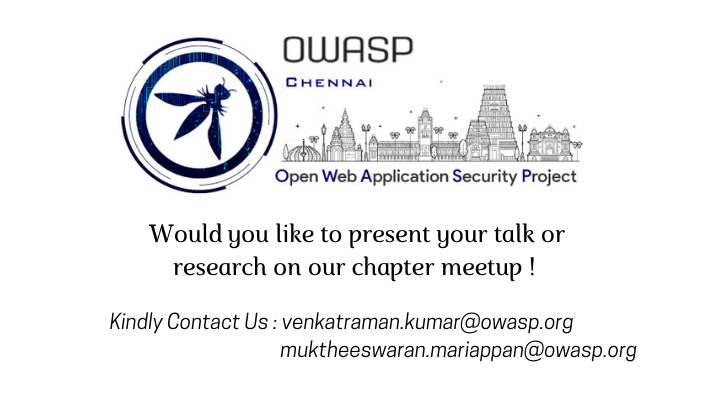 OWASP
CHENNAI
Open Web Application Security Project
Would you like to present your talk or
research on our chapter meetup !
Kindly Contact Us : venkatraman.kumar@owasp.org
muktheeswaran.mariappan@owasp.org